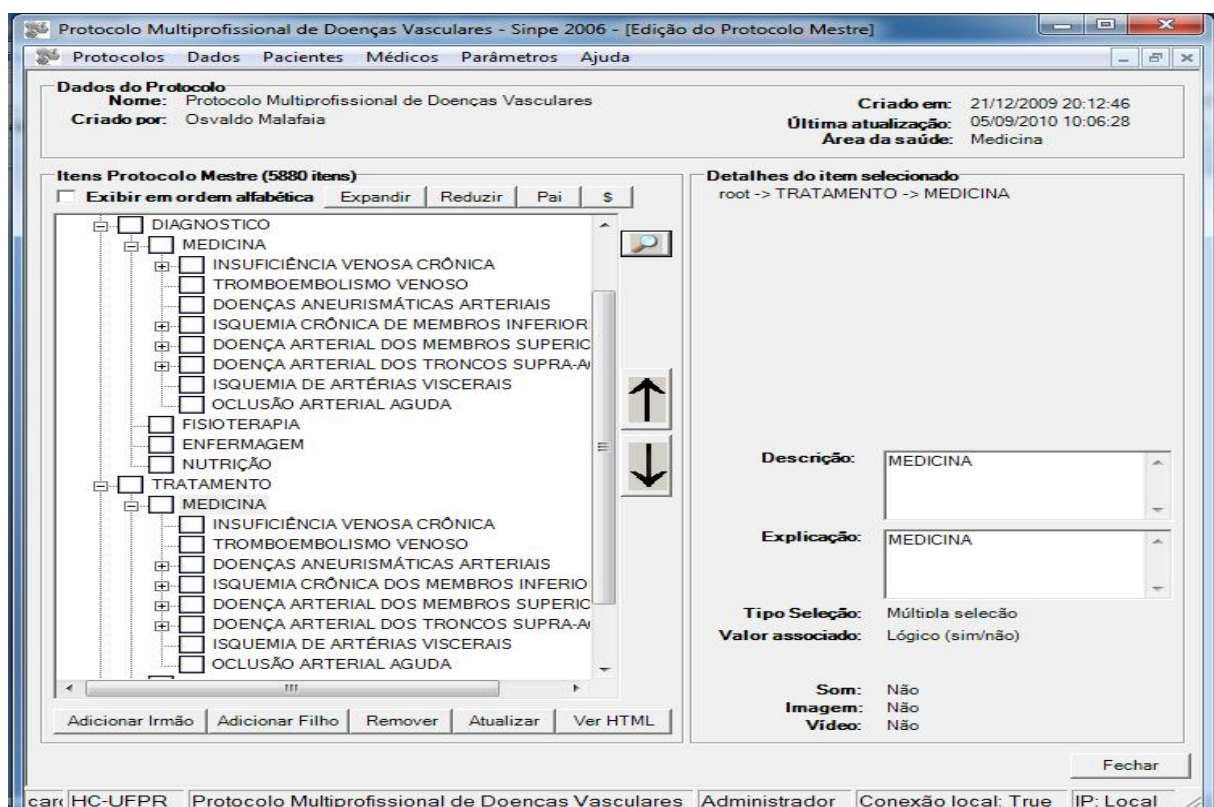 Protocolo Multiprofissional de Doenças Vasculares - Sinpe 2006 - [Edição do Protocolo Mestre]
Protocolos Dados Pacientes Médicos Parâmetros Ajuda
Dados do Protocolo
Nome: Protocolo Multiprofissional de Doenças Vasculares
Criado por: Osvaldo Malafaia
Criado em: 21/12/2009 20:12:46
Última atualização: 05/09/2010 10:06:28
Área da saúde: Medicina
Itens Protocolo Mestre (5880 itens)
Exibir em ordem alfabética Expandir Reduzir Pai $
DIAGNOSTICO
MEDICINA
INSUFICIÊNCIA VENOSA CRÔNICA
TROMBOEMBOLISMO VENOSO
DOENÇAS ANEURISMÁTICAS ARTERIAIS
ISQUEMIA CRÔNICA DE MEMBROS INFERIOR
DOENÇA ARTERIAL DOS MEMBROS SUPERIC
DOENÇA ARTERIAL DOS TRONCOS SUPRA-A
ISQUEMIA DE ARTÉRIAS VISCERAIS
OCLUSÃO ARTERIAL AGUDA
FISIOTERAPIA
ENFERMAGEM
NUTRIÇÃO
TRATAMENTO
MEDICINA
INSUFICIÊNCIA VENOSA CRÔNICA
TROMBOEMBOLISMO VENOSO
DOENÇAS ANEURISMÁTICAS ARTERIAIS
ISQUEMIA CRÔNICA DOS MEMBROS INFERIO
DOENÇA ARTERIAL DOS MEMBROS SUPERIC
DOENÇA ARTERIAL DOS TRONCOS SUPRA-A
ISQUEMIA DE ARTÉRIAS VISCERAIS
OCLUSÃO ARTERIAL AGUDA
Adicionar Irmão Adicionar Filho Remover Atualizar Ver HTML
Detalhes do item selecionado
root -> TRATAMENTO -> MEDICINA
Descrição: MEDICINA
Explicação: MEDICINA
Tipo Seleção: Múltipla selecão
Valor associado: Lógico (sim/não)
Som: Não
Imagem: Não
Vídeo: Não
Fechar
card HC-UFPR Protocolo Multiprofissional de Doenças Vasculares Administrador Conexão local: True IP: Local